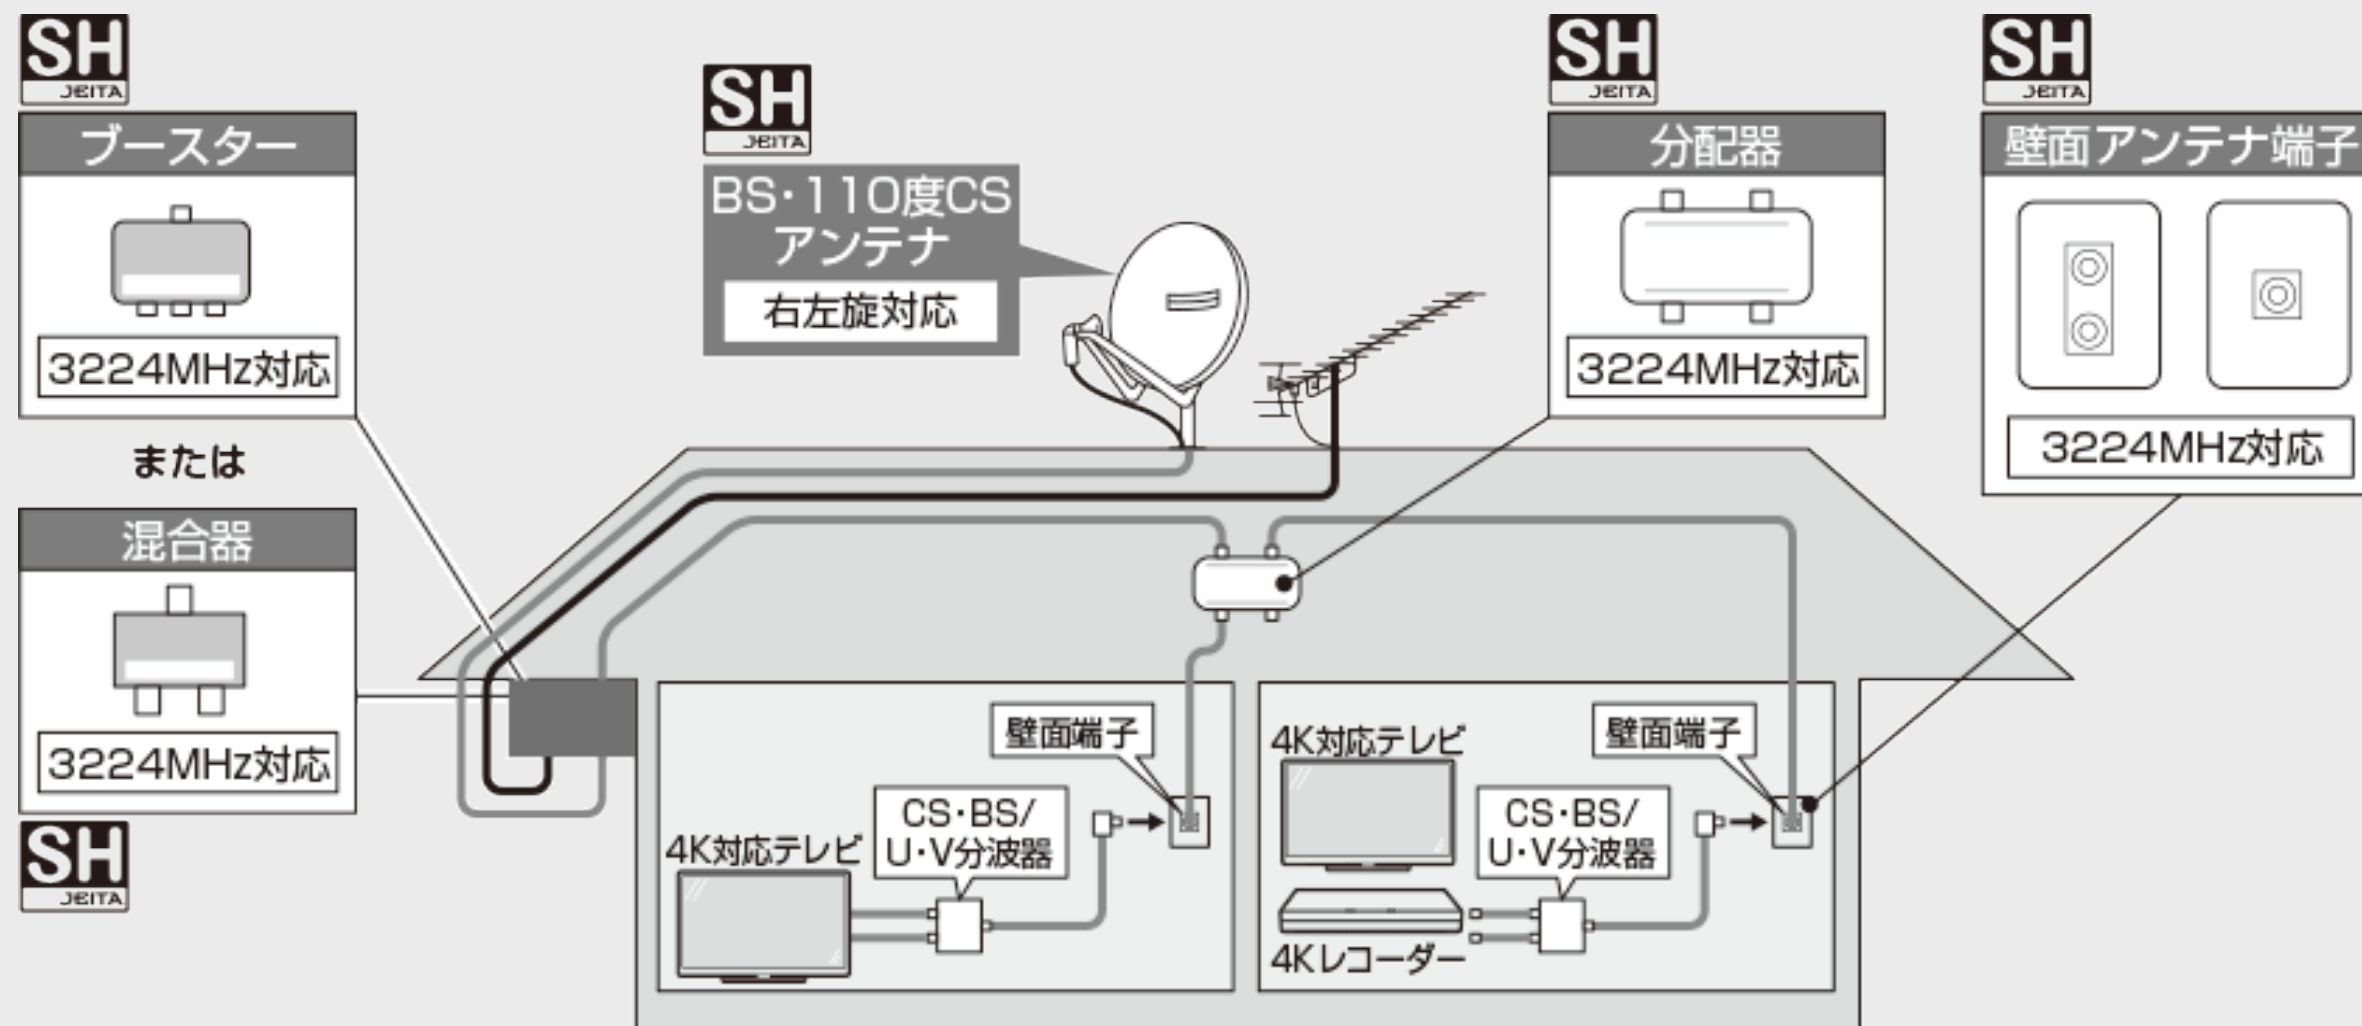 SH
JEITA
ブースター
3224MHz対応
または
混合器
3224MHz対応
SH
JEITA
SH
JEITA
BS・110度CS
アンテナ
右左旋対応
SH
JEITA
分配器
3224MHz対応
SH
JEITA
壁面アンテナ端子
3224MHz対応
壁面端子
CS・BS/
U・V分波器
4K対応テレビ
4K対応テレビ
壁面端子
CS・BS/
U・V分波器
4Kレコーダー